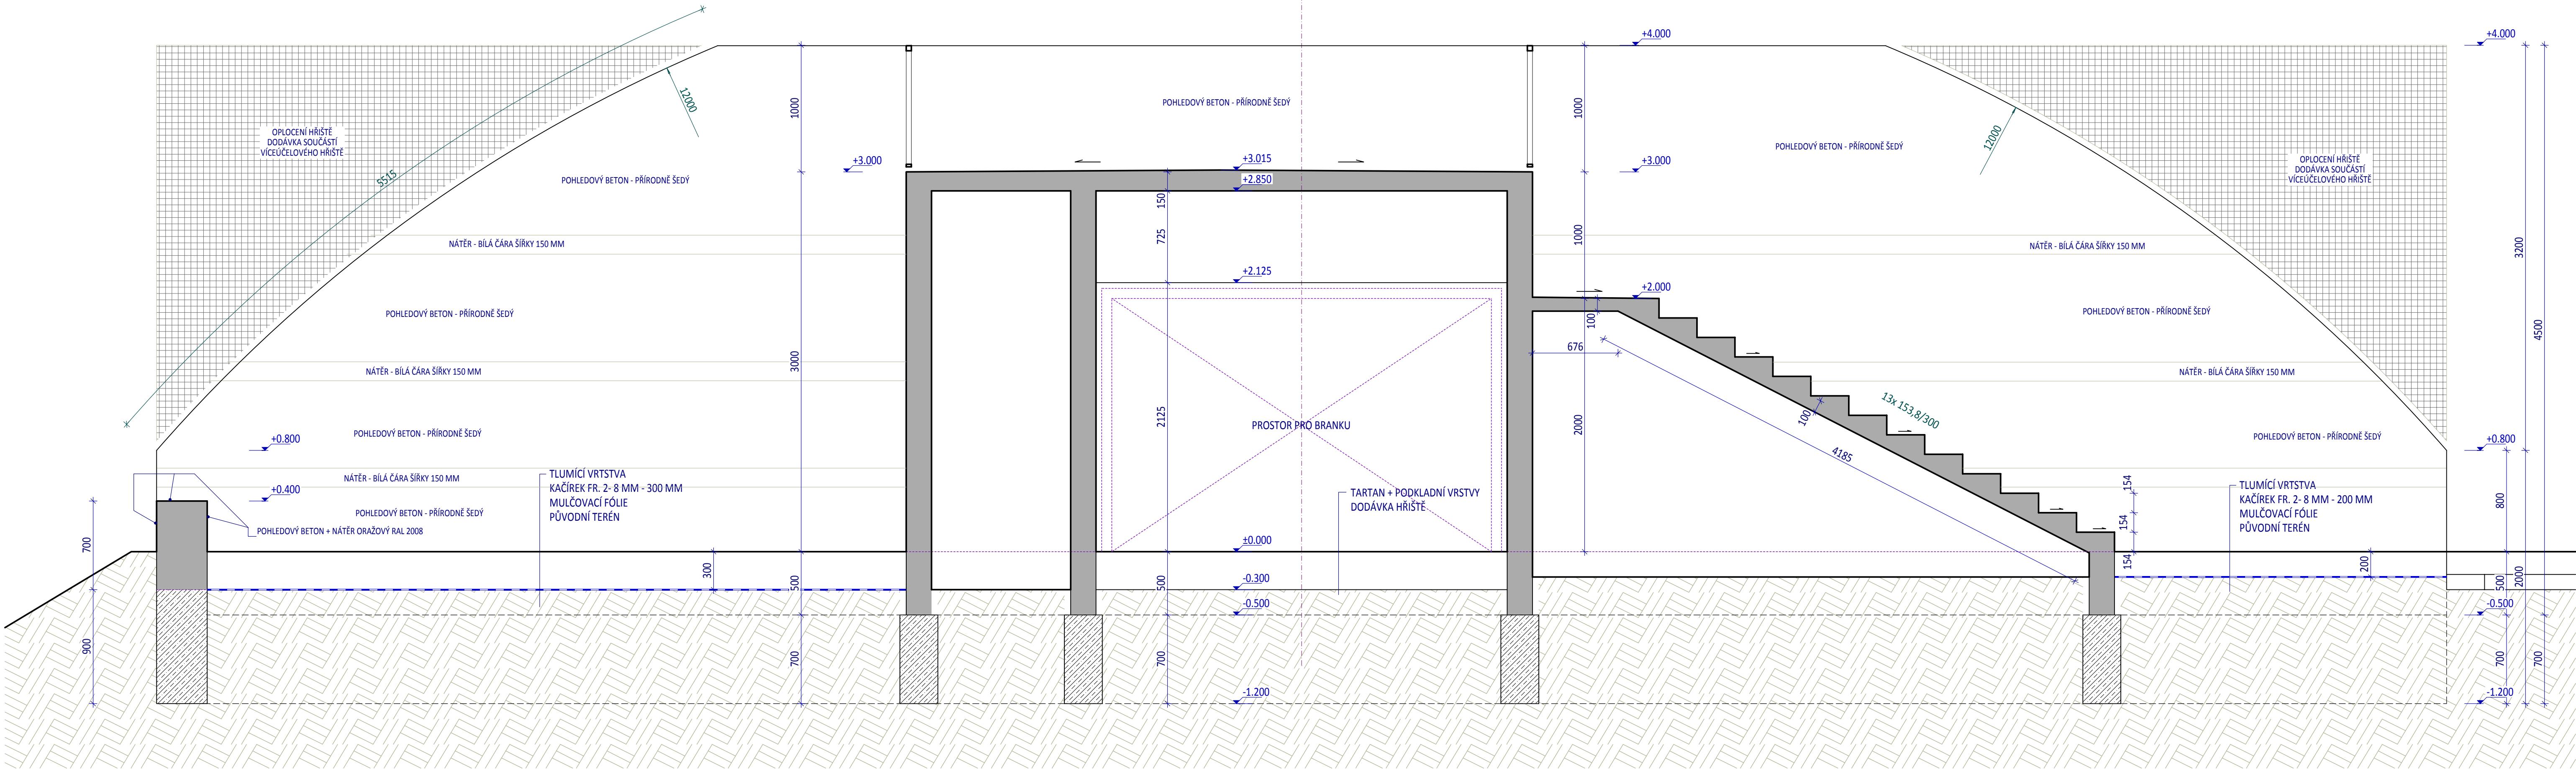 +4.000
+4.000
12000
1000
1000
POHLEDOVÝ BETON - PŘÍRODNĚ ŠEDÝ
12000
OPLOCENÍ HŘIŠTĚ
DODÁVKA SOUČÁSTÍ
VÍCEÚČELOVÉHO HŘIŠTĚ
POHLEDOVÝ BETON - PŘÍRODNĚ ŠEDÝ
OPLOCENÍ HŘIŠTĚ
DODÁVKA SOUČÁSTÍ
VÍCEÚČELOVÉHO HŘIŠTĚ
+3.000
+3.015
+3.000
5515
POHLEDOVÝ BETON - PŘÍRODNĚ ŠEDÝ
+2.850
150
725
1000
NÁTĚR - BÍLÁ ČÁRA ŠÍŘKY 150 MM
NÁTĚR - BÍLÁ ČÁRA ŠÍŘKY 150 MM
3200
+2.125
+2.000
POHLEDOVÝ BETON - PŘÍRODNĚ ŠEDÝ
100
POHLEDOVÝ BETON - PŘÍRODNĚ ŠEDÝ
4500
676
3000
NÁTĚR - BÍLÁ ČÁRA ŠÍŘKY 150 MM
NÁTĚR - BÍLÁ ČÁRA ŠÍŘKY 150 MM
2125
PROSTOR PRO BRANKU
2000
100
13x 153,8/300
POHLEDOVÝ BETON - PŘÍRODNĚ ŠEDÝ
POHLEDOVÝ BETON - PŘÍRODNĚ ŠEDÝ
+0.800
+0.800
4185
NÁTĚR - BÍLÁ ČÁRA ŠÍŘKY 150 MM
TLUMÍCÍ VRTSTVA
KAČÍREK FR. 2- 8 MM - 300 MM
MULČOVACÍ FÓLIE
PŮVODNÍ TERÉN
+0.400
POHLEDOVÝ BETON - PŘÍRODNĚ ŠEDÝ
POHLEDOVÝ BETON + NÁTĚR ORAŽOVÝ RAL 2008
TARTAN + PODKLADNÍ VRSTVY
DODÁVKA HŘIŠTĚ
154
154
154
TLUMÍCÍ VRTSTVA
KAČÍREK FR. 2- 8 MM - 200 MM
MULČOVACÍ FÓLIE
PŮVODNÍ TERÉN
800
700
±0.000
300
500
500
-0.300
200
500
2000
-0.500
-0.500
900
700
700
700
700
-1.200
-1.200